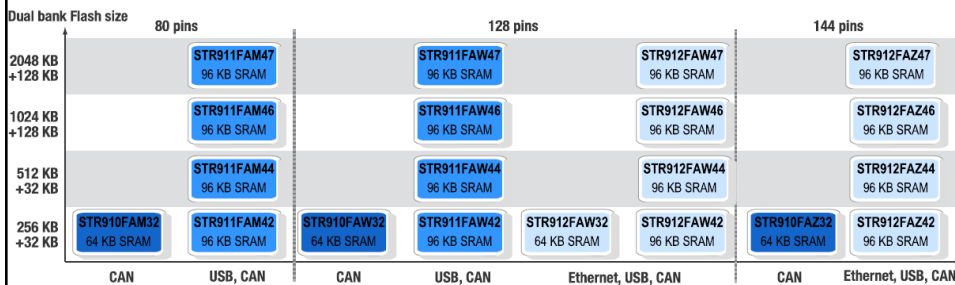 Dual bank Flash size
80 pins
128 pins
144 pins
2048 KB
+128 KB
STR911FAM47
96 KB SRAM
STR911FAW47
96 KB SRAM
STR912FAW47
96 KB SRAM
STR912FAZ47
96 KB SRAM
1024 KB
+128 KB
STR911FAM46
96 KB SRAM
STR911FAW46
96 KB SRAM
STR912FAW46
96 KB SRAM
STR912FAZ46
96 KB SRAM
512 KB
+32 KB
STR911FAM44
96 KB SRAM
STR911FAW44
96 KB SRAM
STR912FAW44
96 KB SRAM
STR912FAZ44
96 KB SRAM
256 KB
+32 KB
STR910FAM32
64 KB SRAM
STR911FAM42
96 KB SRAM
STR910FAW32
64 KB SRAM
STR911FAW42
96 KB SRAM
STR912FAW32
64 KB SRAM
STR912FAW42
96 KB SRAM
STR910FAZ32
64 KB SRAM
STR912FAZ42
96 KB SRAM
CAN
USB, CAN
CAN
USB, CAN
Ethernet, USB, CAN
CAN
Ethernet, USB, CAN